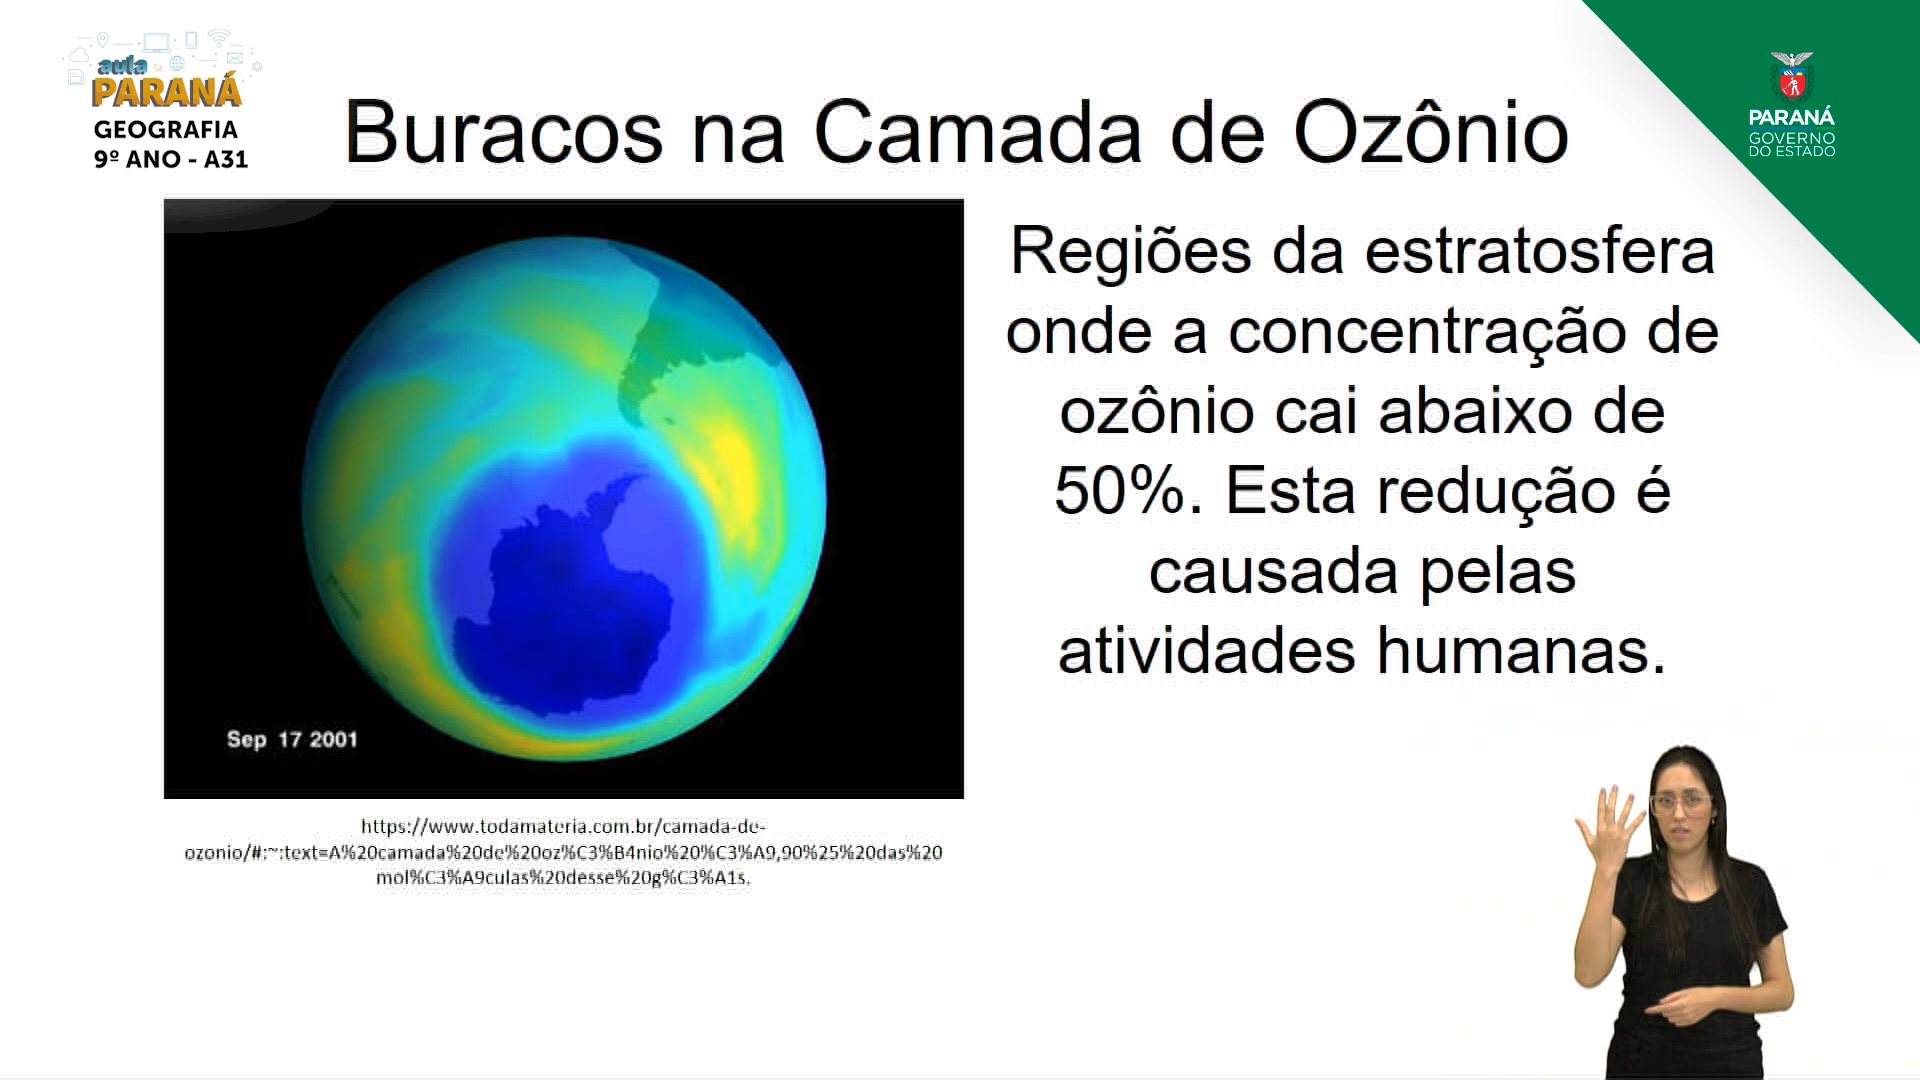 aula
PARANÁ
GEOGRAFIA
9º ANO - A31
PARANÁ
GOVERNO
DO ESTADO
Buracos na Camada de Ozônio
Regiões da estratosfera
onde a concentração de
ozônio cai abaixo de
50%. Esta redução é
causada pelas
atividades humanas.
Sep 17 2001
https://www.todamateria.com.br/camada-de-
ozonio/#:~:text=A%20camada%20de%20oz%C3%B4nio%20%C3%A9,90%25%20das%20
mol%C3%A9culas%20desse%20g%C3%A1s.